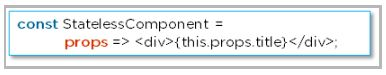 const StatelessComponent =
props => <div>{this.props.title}</div>;